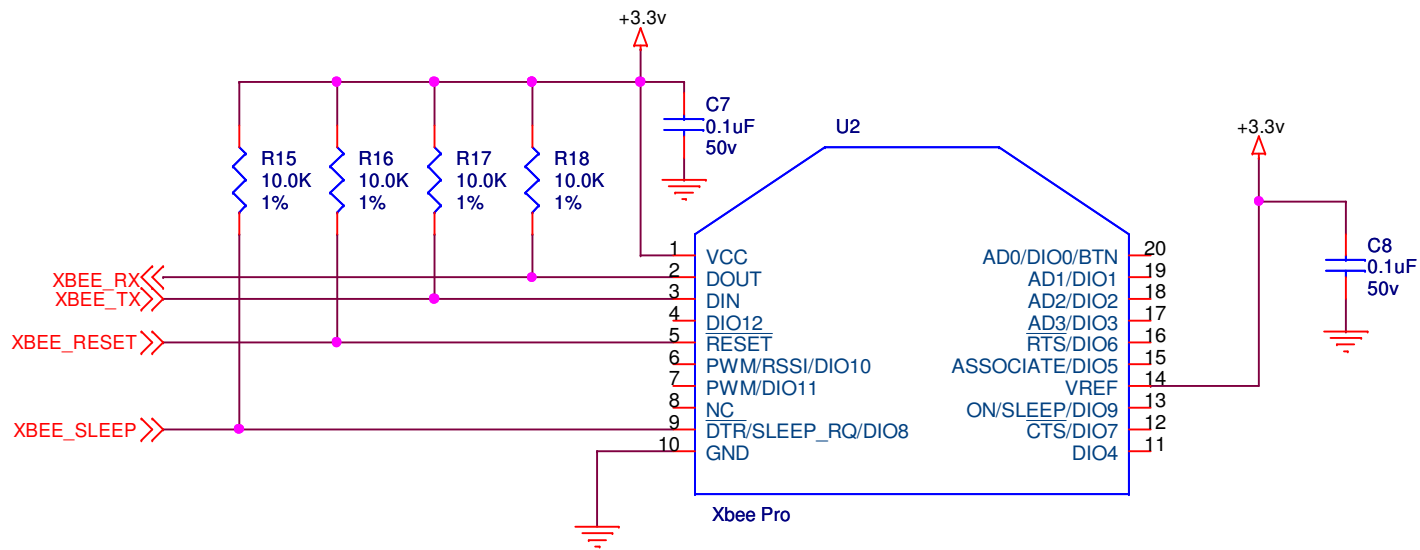 +3.3v
C7
0.1uF
50v
U2
+3.3v
R15
10.0K
1%
R16
10.0K
1%
R17
10.0K
1%
R18
10.0K
1%
C8
0.1uF
50v
XBEE_RX
XBEE_TX
XBEE_RESET
XBEE_SLEEP
1 VCC
2 DOUT
3 DIN
4 DIO12
5 RESET
6 PWM/RSSI/DIO10
7 PWM/DIO11
8 NC
9 DTR/SLEEP_RQ/DIO8
10 GND
AD0/DIO0/BTN 20
AD1/DIO1 19
AD2/DIO2 18
AD3/DIO3 17
RTS/DIO6 16
ASSOCIATE/DIO5 15
VREF 14
ON/SLEEP/DIO9 13
CTS/DIO7 12
DIO4 11
Xbee Pro